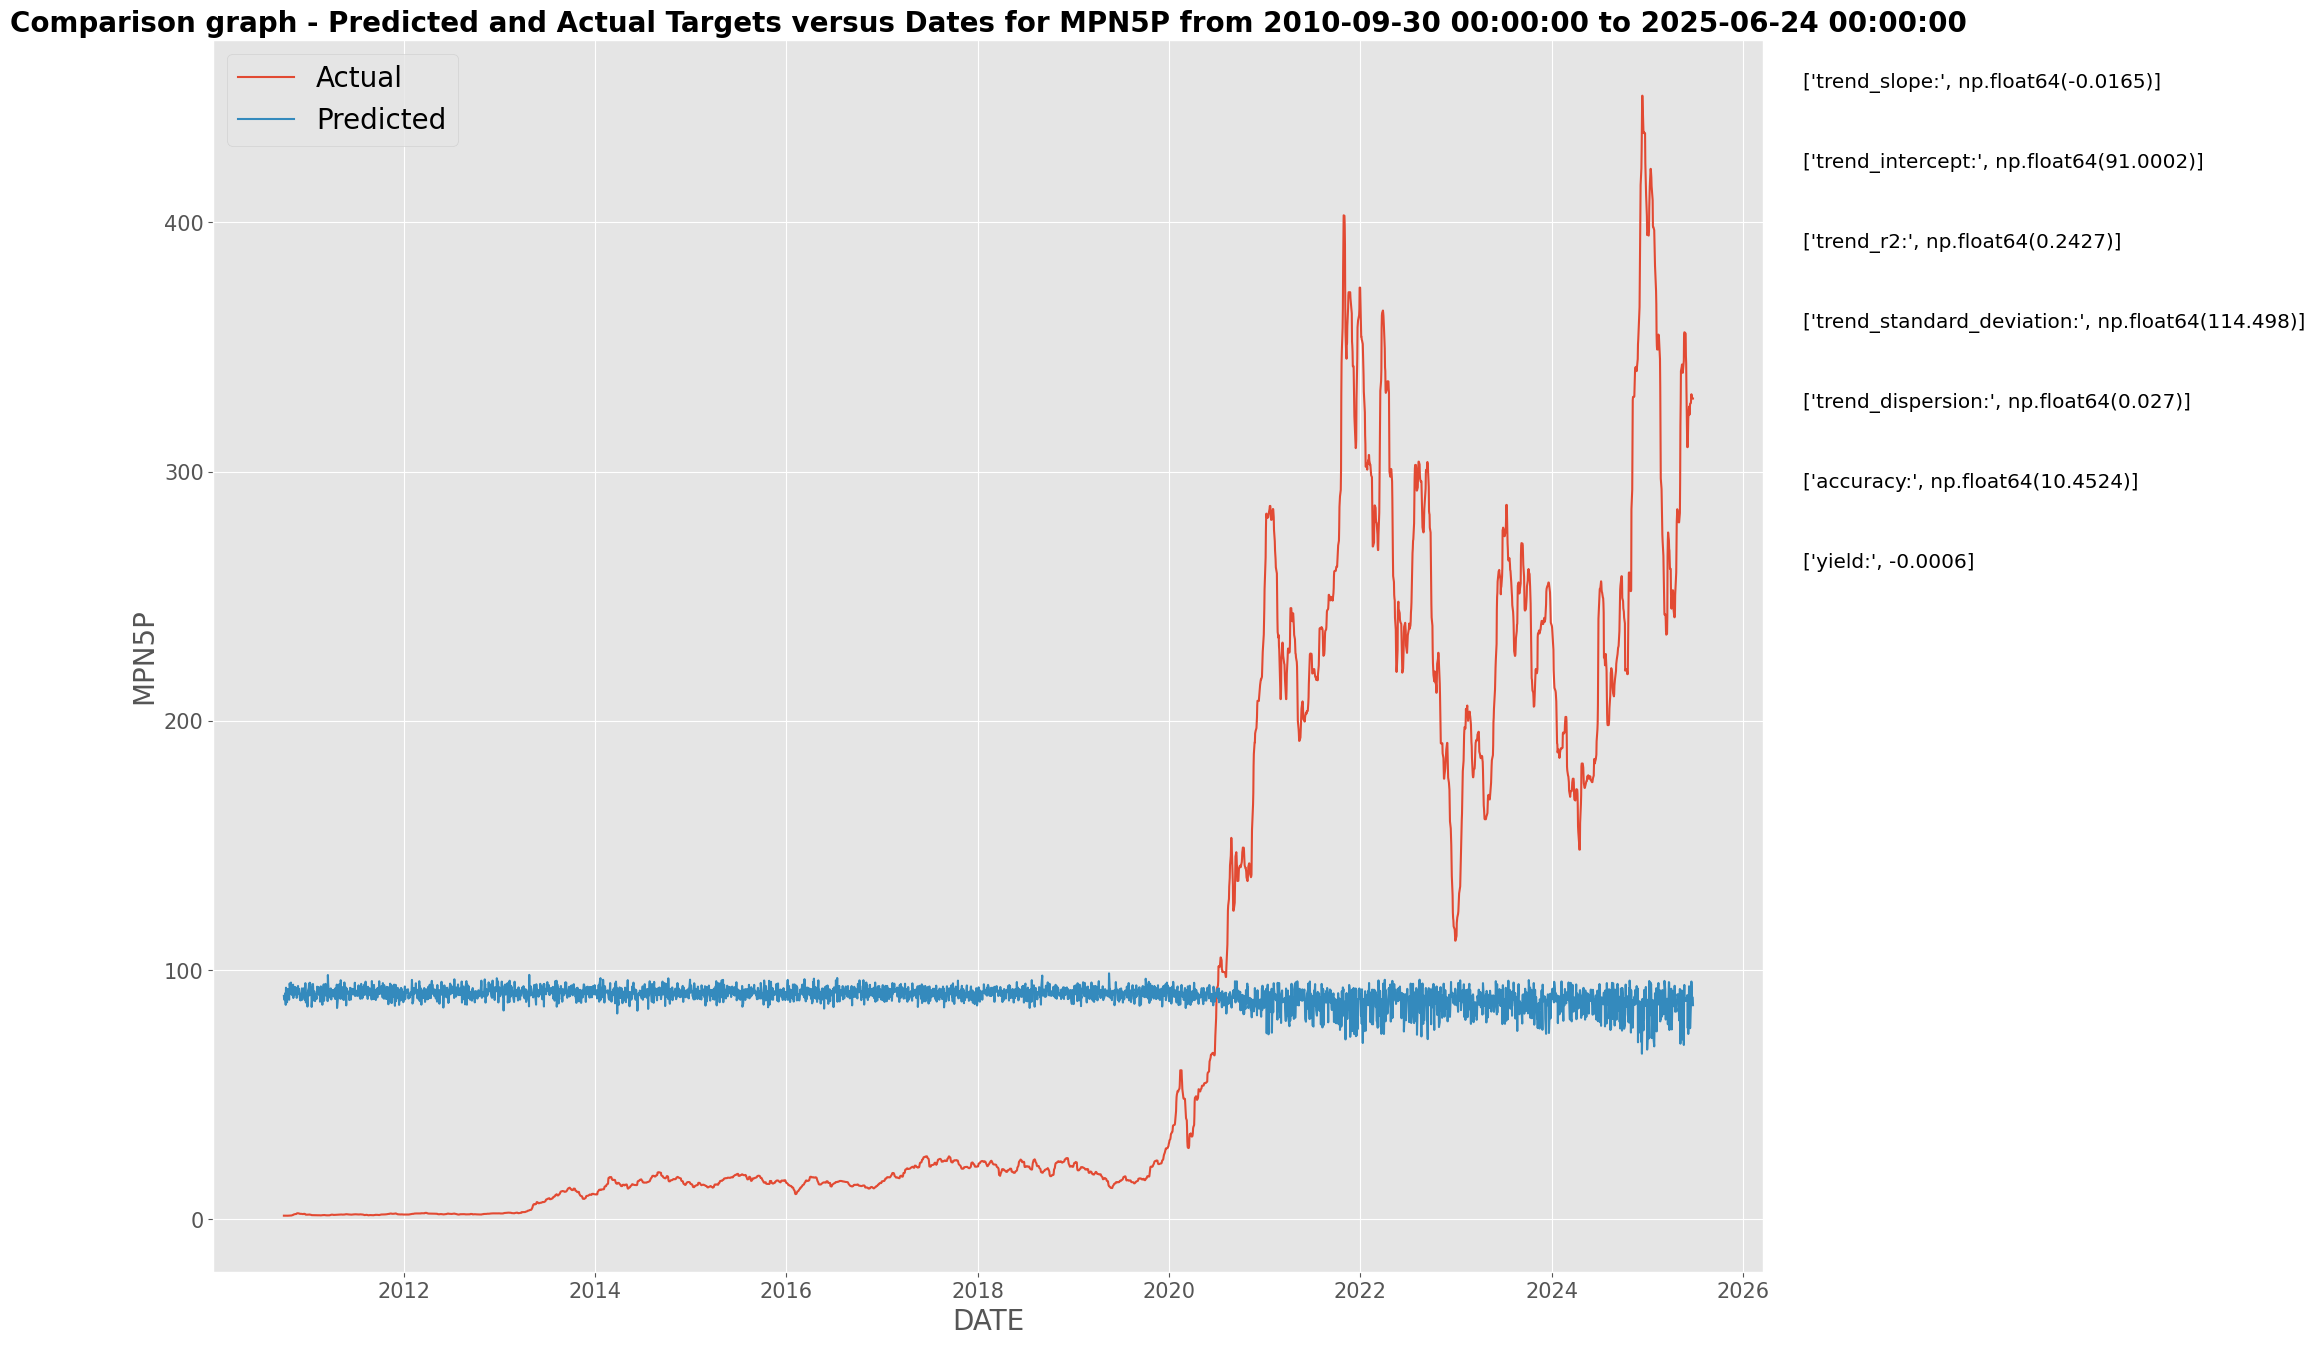 Comparison graph - Predicted and Actual Targets versus Dates for MPN5P from 2010-09-30 00:00:00 to 2025-06-24 00:00:00
Actual
Predicted
['trend_slope:', np.float64(-0.0165)]
['trend_intercept:', np.float64(91.0002)]
['trend_r2:', np.float64(0.2427)]
['trend_standard_deviation:', np.float64(114.498)]
['trend_dispersion:', np.float64(0.027)]
['accuracy:', np.float64(10.4524)]
['yield:', -0.0006]
MPN5P
400
300
200
100
0
2012 2014 2016 2018 2020 2022 2024 2026
DATE